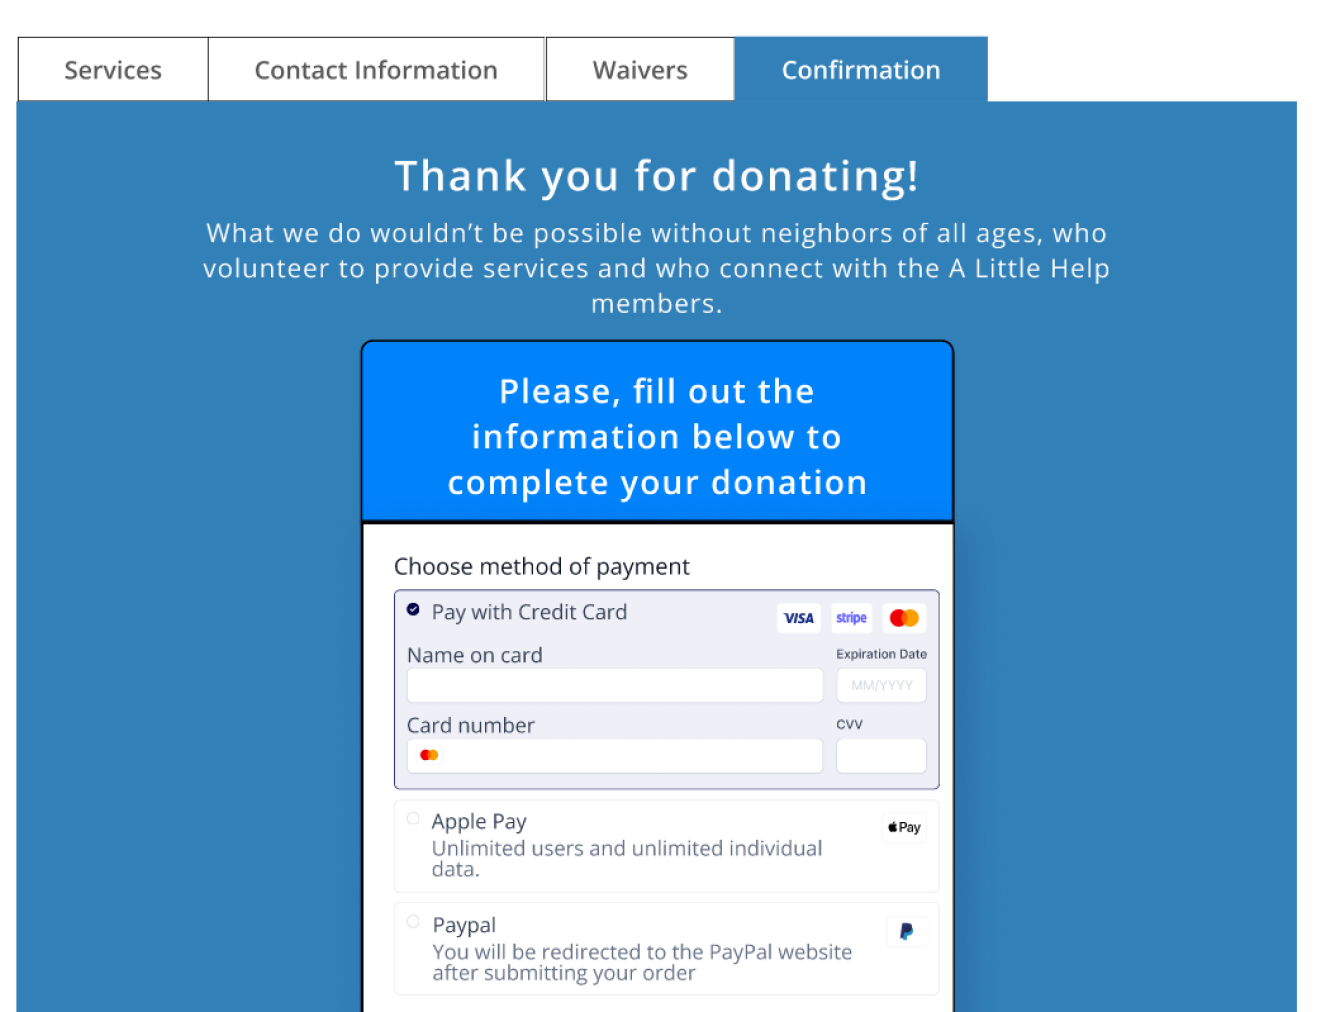 Services
Contact Information
Waivers
Confirmation
Thank you for donating!
What we do wouldn’t be possible without neighbors of all ages, who
volunteer to provide services and who connect with the A Little Help
members.
Please, fill out the
information below to
complete your donation
Choose method of payment
Pay with Credit Card
VISA
stripe
Name on card
Expiration Date
MM/YYYY
Card number
CVV
Apple Pay
Pay
Unlimited users and unlimited individual
data.
Paypal
You will be redirected to the PayPal website
after submitting your order